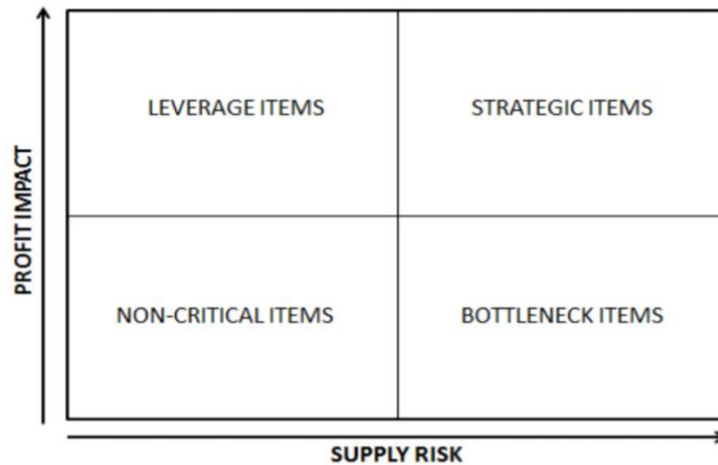 LEVERAGE ITEMS
STRATEGIC ITEMS
PROFIT IMPACT
NON-CRITICAL ITEMS
BOTTLENECK ITEMS
SUPPLY RISK